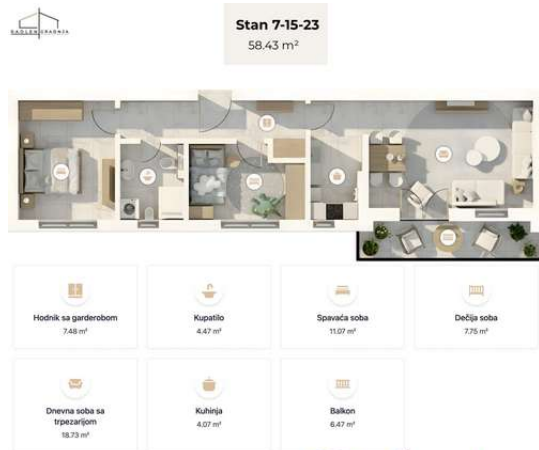 RADLEK GRADNJA
Stan 7-15-23
58.43 m²
Hodnik sa garderobom
7.48 m²
Kupatilo
4.47 m²
Spavaća soba
11.07 m²
Dečija soba
7.75 m²
Dnevna soba sa
trpezarijom
18.73 m²
Kuhinja
4.07 m²
Balkon
6.47 m²